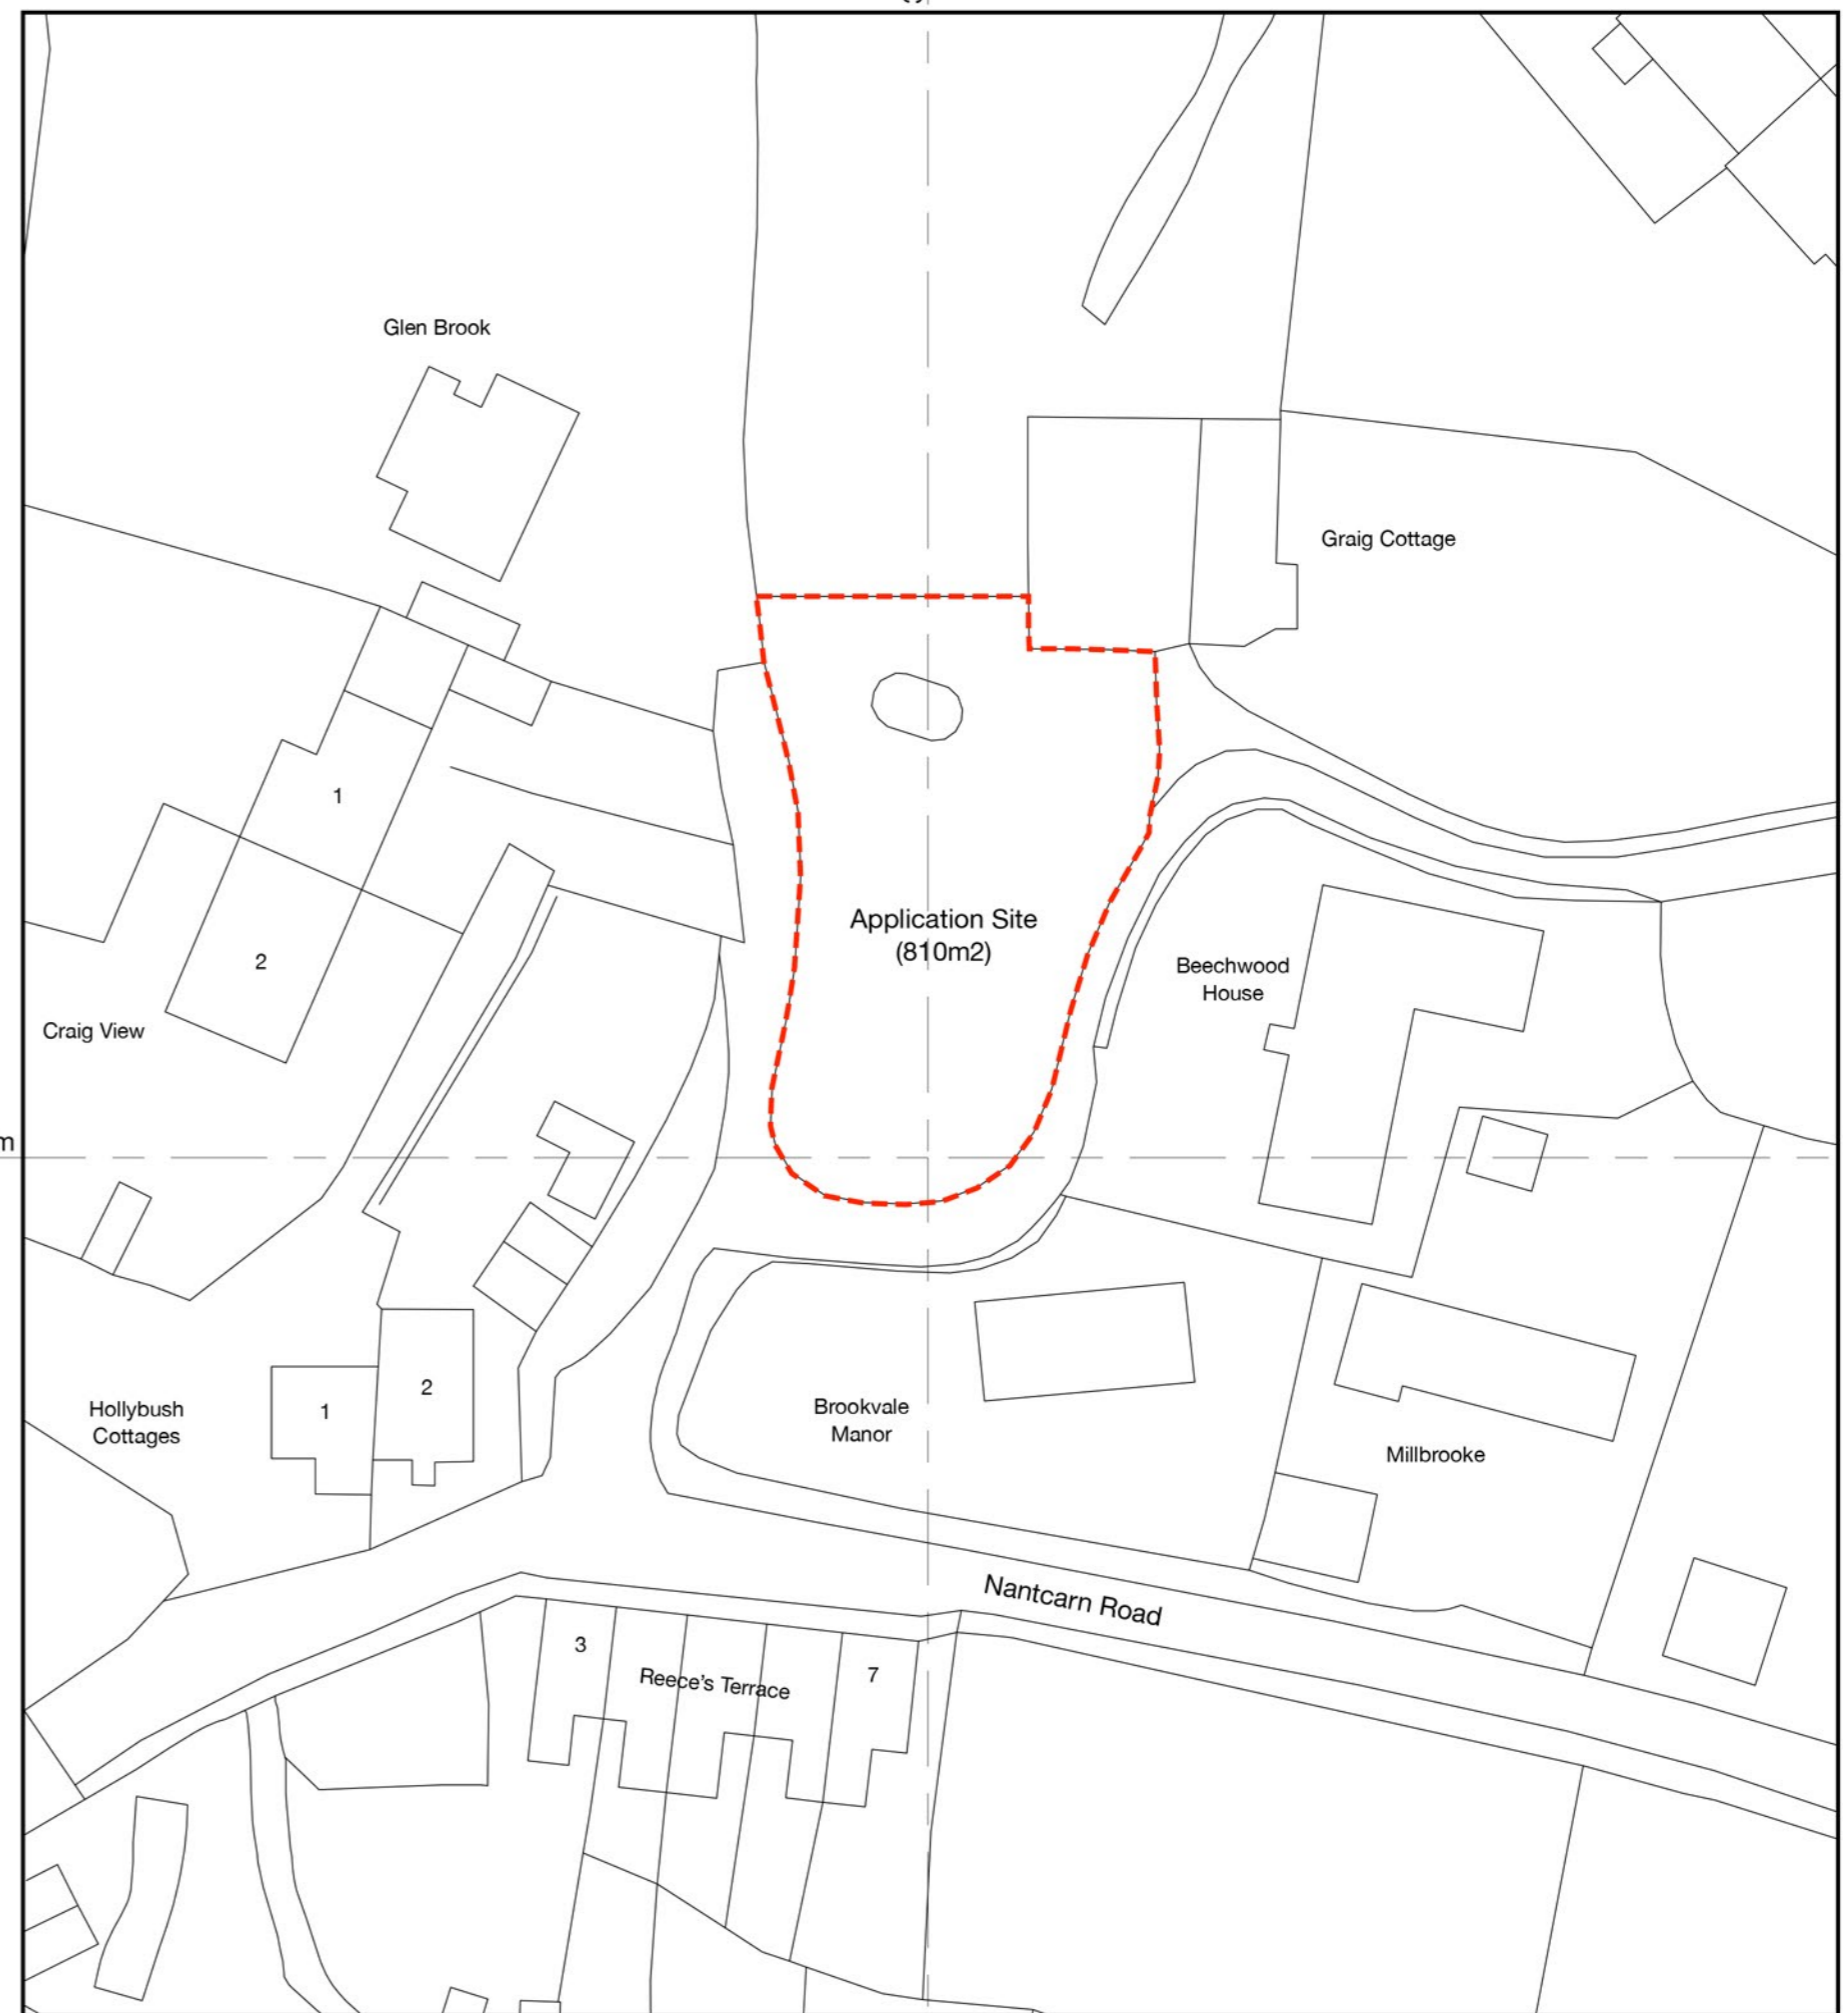 Glen Brook
Graig Cottage
1
Application Site
(810m2)
2
Beechwood
House
Craig View
m
Brookvale
Manor
2
1
Hollybush
Cottages
Millbrooke
Nantcarn Road
3
Reece's Terrace
7